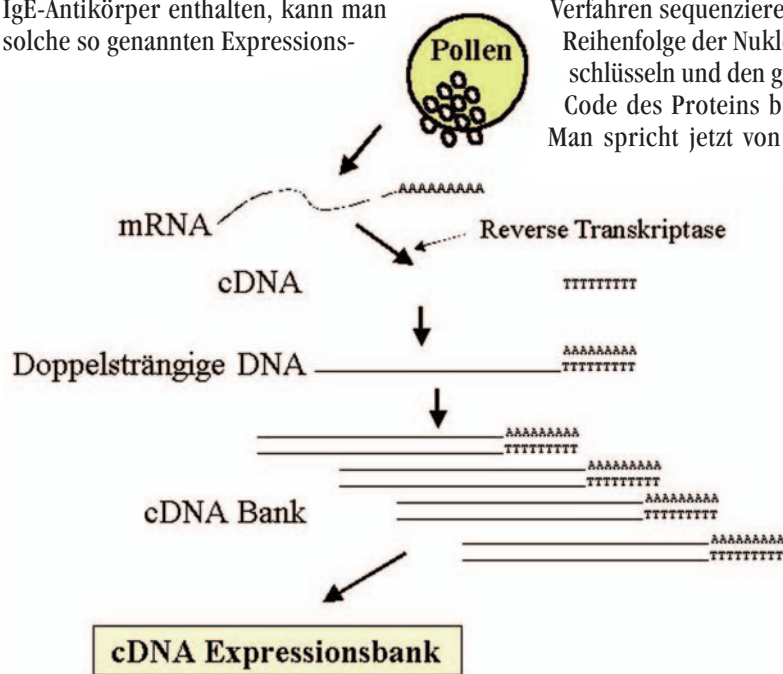 IgE-Antikörper enthalten, kann man
solche so genannten Expressions-
Verfahren sequenziere
Reihenfolge der Nukl
schlüsseln und den g
Code des Proteins b
Man spricht jetzt von
Pollen
AAAAAAAAA
mRNA
Reverse Transkriptase
cDNA
TTTTTTTTT
AAAAAAAAA
Doppelsträngige DNA
TTTTTTTTT
AAAAAAAAA
TTTTTTTTT
AAAAAAAAA
TTTTTTTTT
cDNA Bank
AAAAAAAAA
TTTTTTTTT
AAAAAAAAA
TTTTTTTTT
cDNA Expressionsbank